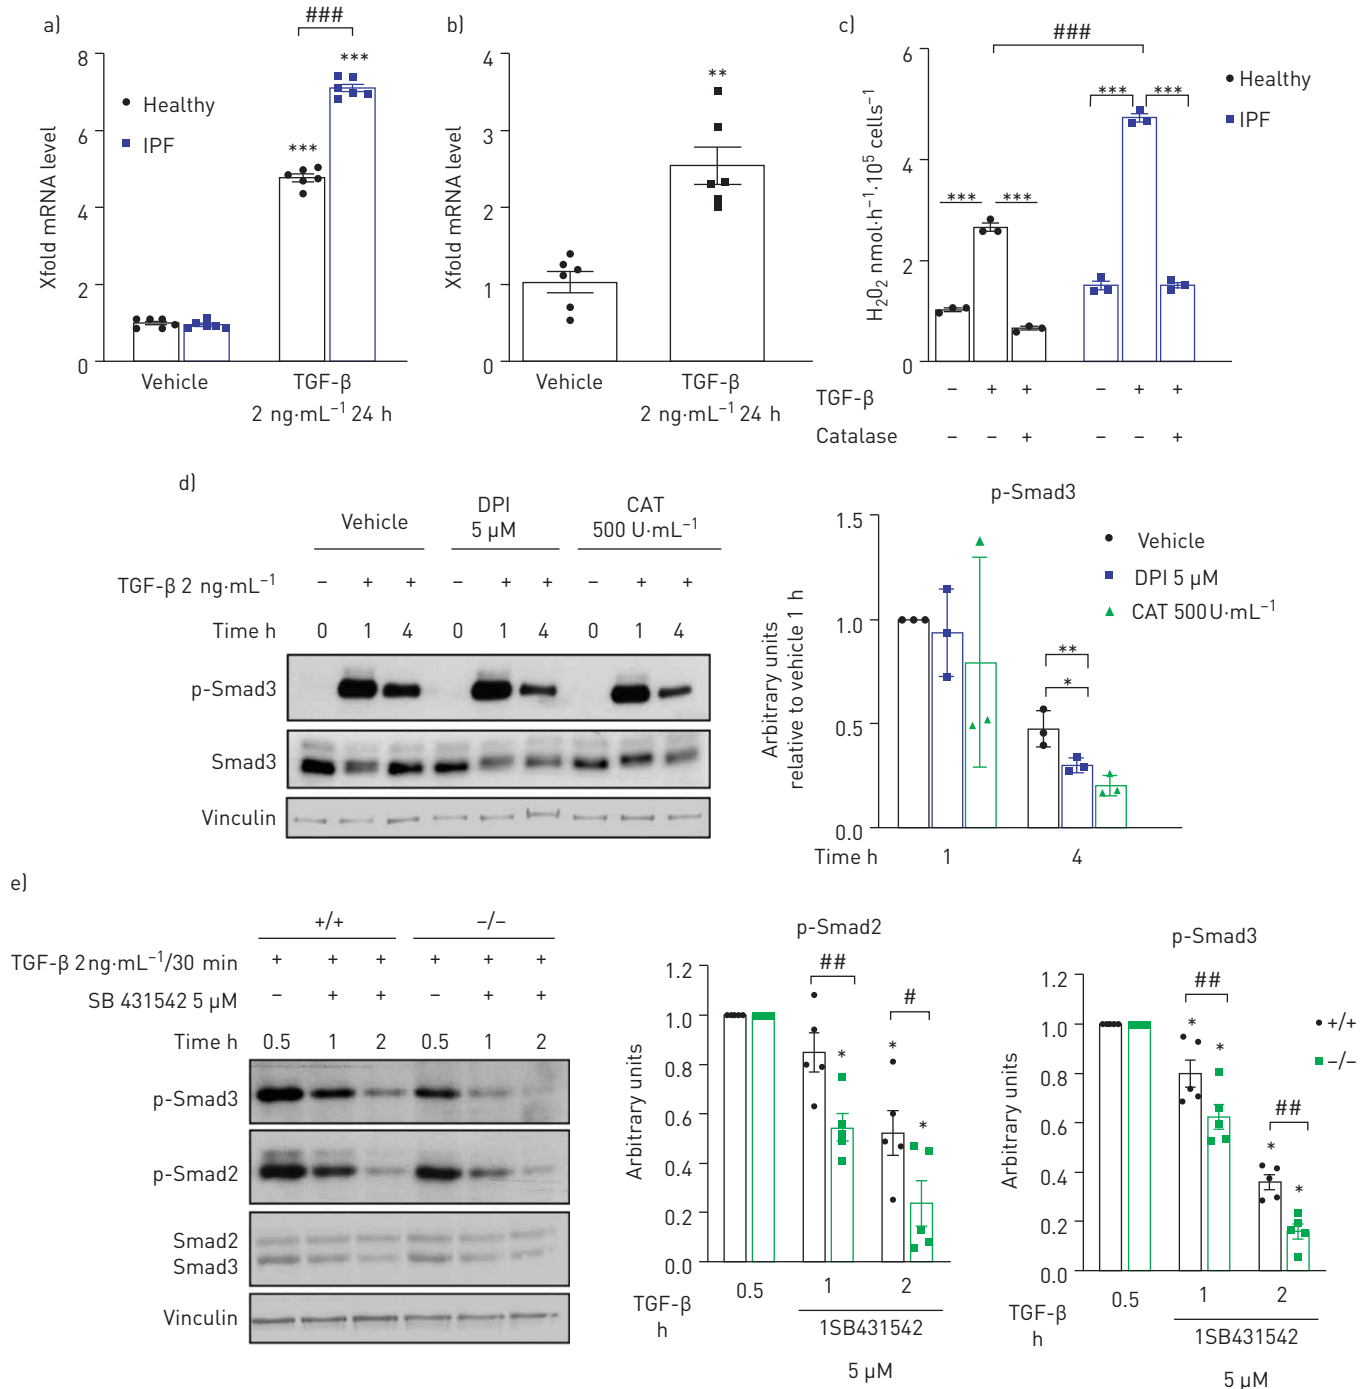 a)
###
***
***
8
6
4
2
0
Xfold mRNA level
Healthy
IPF
Vehicle
TGF-β
2 ng·mL⁻¹ 24 h
b)
**
4
3
2
1
0
Xfold mRNA level
Vehicle
TGF-β
2 ng·mL⁻¹ 24 h
c)
###
***
***
***
***
6
4
2
0
H₂O₂ nmol·h⁻¹·10⁵ cells⁻¹
Healthy
IPF
TGF-β – + + – + +
Catalase – – + – – +
d)
Vehicle
DPI
5 µM
CAT
500 U·mL⁻¹
TGF-β 2 ng·mL⁻¹ – + + – + + – + +
Time h 0 1 4 0 1 4 0 1 4
p-Smad3
Smad3
Vinculin
p-Smad3
1.5
1.0
0.5
0.0
Arbitrary units
relative to vehicle 1 h
Vehicle
DPI 5 µM
CAT 500U·mL⁻¹
**
*
Time h 1 4
e)
+/+ –/–
TGF-β 2ng·mL⁻¹/30 min + + + + + +
SB 431542 5 µM – + + – + +
Time h 0.5 1 2 0.5 1 2
p-Smad3
p-Smad2
Smad2
Smad3
Vinculin
p-Smad2
##
#
*
*
*
1.0
0.8
0.6
0.4
0.2
0.0
Arbitrary units
0.5 1 2
TGF-β
h
1SB431542
5 µM
p-Smad3
##
##
*
*
*
*
1.0
0.8
0.6
0.4
0.2
0.0
Arbitrary units
+/+
–/–
0.5 1 2
TGF-β
h
1SB431542
5 µM